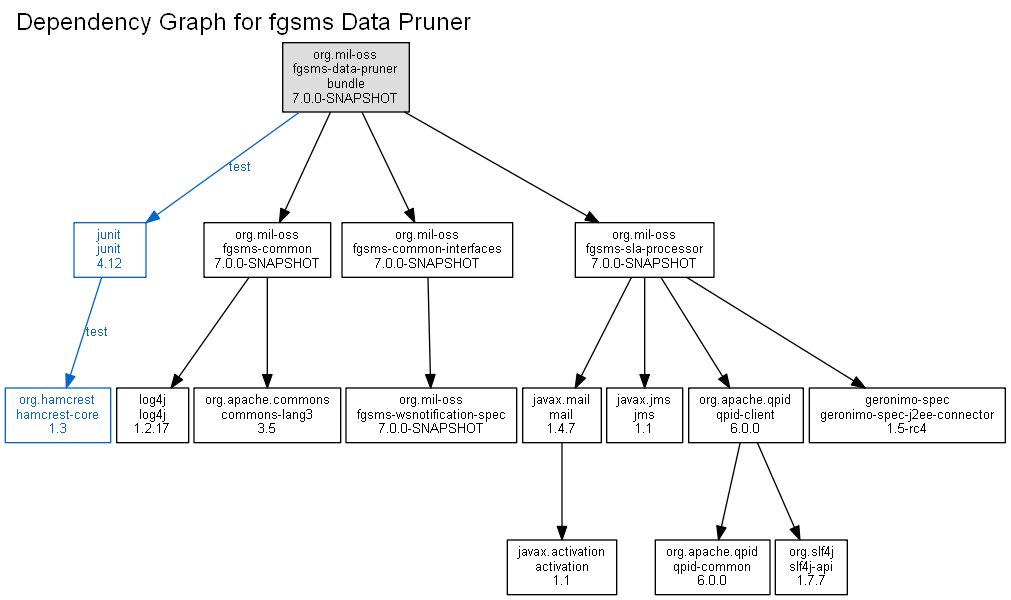 Dependency Graph for fgsms Data Pruner
org.mil-oss
fgsms-data-pruner
bundle
7.0.0-SNAPSHOT
test
junit
junit
4.12
org.mil-oss
fgsms-common
7.0.0-SNAPSHOT
org.mil-oss
fgsms-common-interfaces
7.0.0-SNAPSHOT
org.mil-oss
fgsms-sla-processor
7.0.0-SNAPSHOT
test
org.hamcrest
hamcrest-core
1.3
log4j
log4j
1.2.17
org.apache.commons
commons-lang3
3.5
org.mil-oss
fgsms-wsnotification-spec
7.0.0-SNAPSHOT
javax.mail
mail
1.4.7
javax.jms
jms
1.1
org.apache.qpid
qpid-client
6.0.0
geronimo-spec
geronimo-spec-j2ee-connector
1.5-rc4
javax.activation
activation
1.1
org.apache.qpid
qpid-common
6.0.0
org.slf4j
slf4j-api
1.7.7